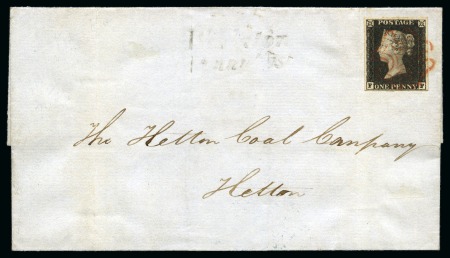 POSTAGE
ONE PENNY
The Hetton Coal Company
Hetton